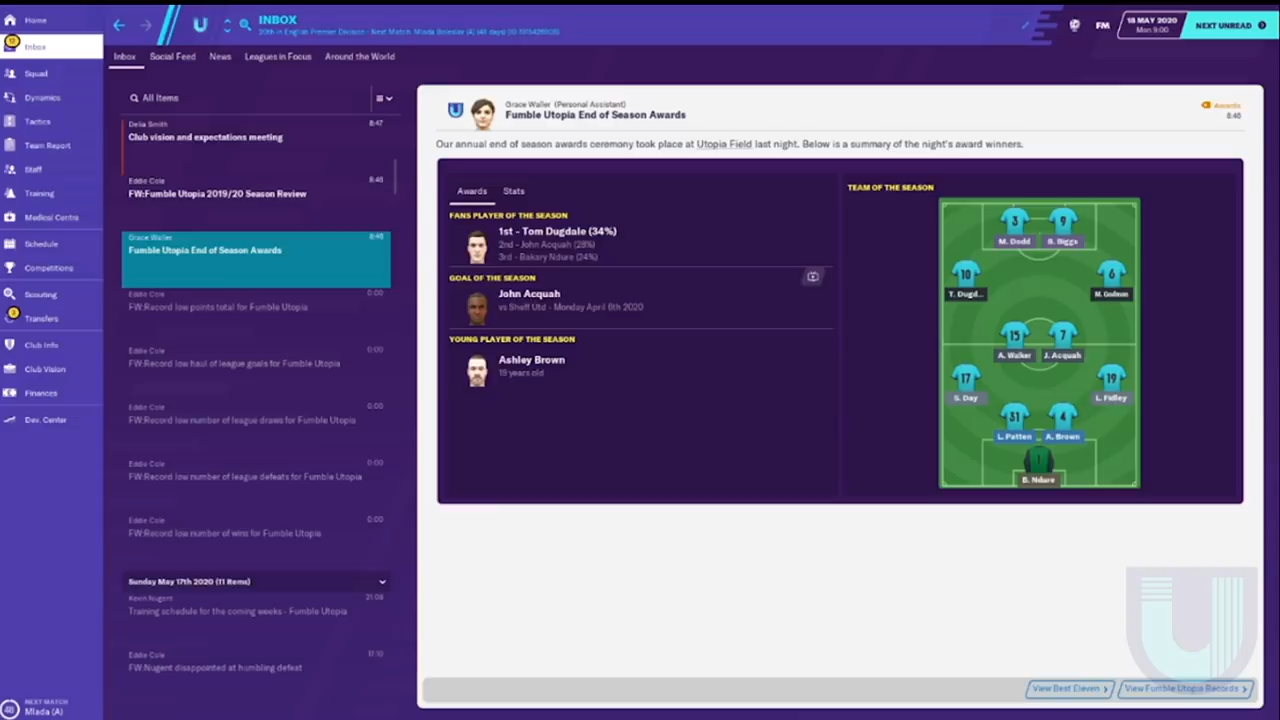 Home
Inbox
Squad
Dynamics
Tactics
Team Report
Staff
Training
Medical Centre
Schedule
Competitions
Scouting
Transfers
Club Info
Club Vision
Finances
Dev. Center
NEXT MATCH
Mlada (A)
INBOX
20th in English Premier Division - Next Match: Mlada Boleslav (A) (48 days)
FM
18 MAY 2020
Mon 9:00
NEXT UNREAD
Inbox
Social Feed
News
Leagues in Focus
Around the World
All Items
Delia Smith
8:47
Club vision and expectations meeting
Eddie Cole
8:46
FW:Fumble Utopia 2019/20 Season Review
Grace Waller
8:46
Fumble Utopia End of Season Awards
Eddie Cole
0:00
FW:Record low points total for Fumble Utopia
Eddie Cole
0:00
FW:Record low haul of league goals for Fumble Utopia
Eddie Cole
0:00
FW:Record low number of league draws for Fumble Utopia
Eddie Cole
0:00
FW:Record low number of league defeats for Fumble Utopia
Eddie Cole
0:00
FW:Record low number of wins for Fumble Utopia
Sunday May 17th 2020 (11 Items)
Kevin Nugent
21:08
Training schedule for the coming weeks - Fumble Utopia
Eddie Cole
FW:Nugent disappointed at humbling defeat
Grace Waller (Personal Assistant)
Fumble Utopia End of Season Awards
Awards
8:46
Our annual end of season awards ceremony took place at Utopia Field last night. Below is a summary of the night's award winners.
Awards
Stats
FANS PLAYER OF THE SEASON
1st - Tom Dugdale (34%)
2nd - John Acquah (28%)
3rd - Bakary Ndure (24%)
GOAL OF THE SEASON
John Acquah
vs Sheff Utd - Monday April 6th 2020
YOUNG PLAYER OF THE SEASON
Ashley Brown
19 years old
TEAM OF THE SEASON
3
9
M. Dodd
B. Biggs
10
6
T. Dugd...
15
7
A. Walker
J. Acquah
17
19
S. Day
L. Fidley
31
4
L. Patten
A. Brown
1
B. Ndure
View Best Eleven
View Fumble Utopia Records